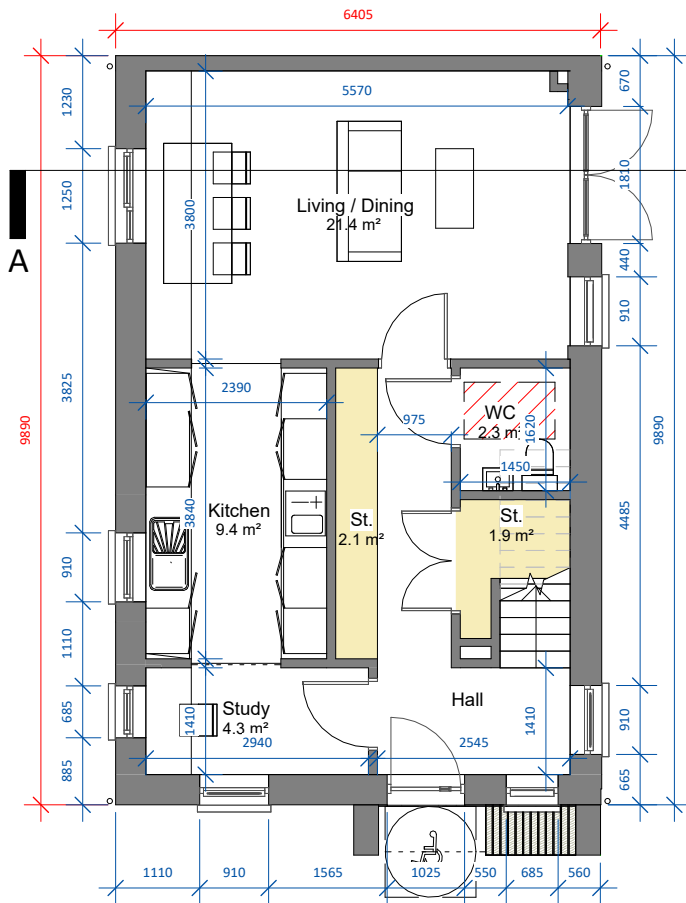 6405
1230
5570
670
1250
3800
1810
Living / Dining
21.4 m²
A
440
910
3825
2390
975
WC
2.3 m²
1620
1450
9890
9890
Kitchen
9.4 m²
3840
St.
2.1 m²
St.
1.9 m²
4485
910
1110
685
885
Study
4.3 m²
1410
2940
Hall
2545
1410
910
665
1110
910
1565
1025
550
685
560